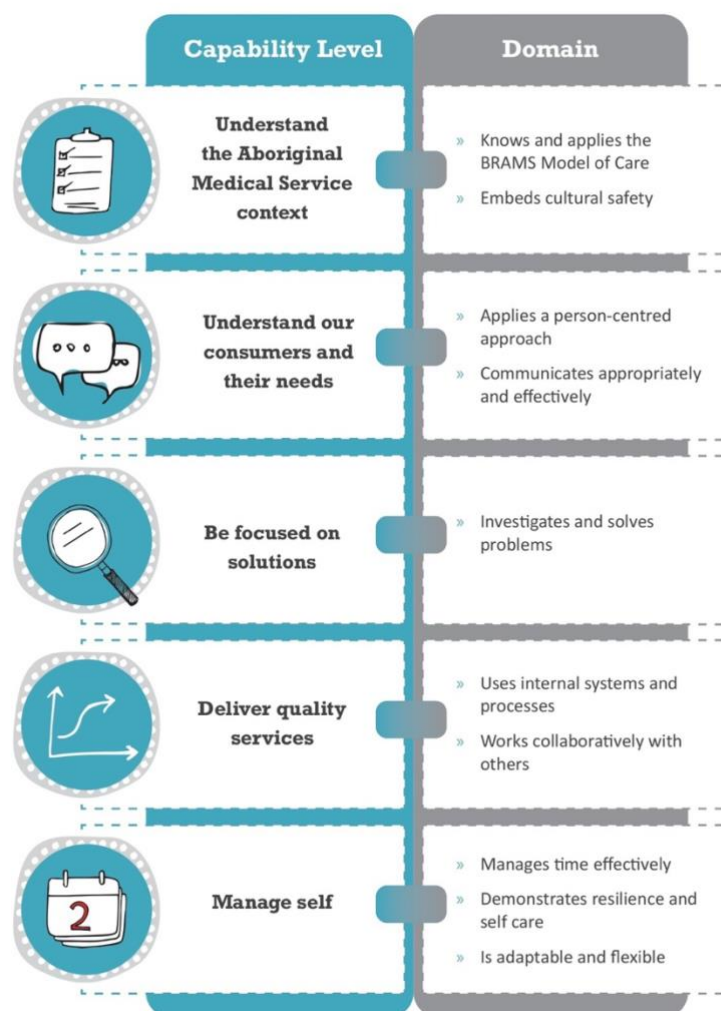 Capability Level
Domain
Understand
the Aboriginal
Medical Service
context
» Knows and applies the
BRAMS Model of Care
» Embeds cultural safety
Understand our
consumers and
their needs
» Applies a person-centred
approach
» Communicates appropriately
and effectively
Be focused on
solutions
» Investigates and solves
problems
Deliver quality
services
» Uses internal systems and
processes
» Works collaboratively with
others
2
Manage self
» Manages time effectively
» Demonstrates resilience and
self care
» Is adaptable and flexible